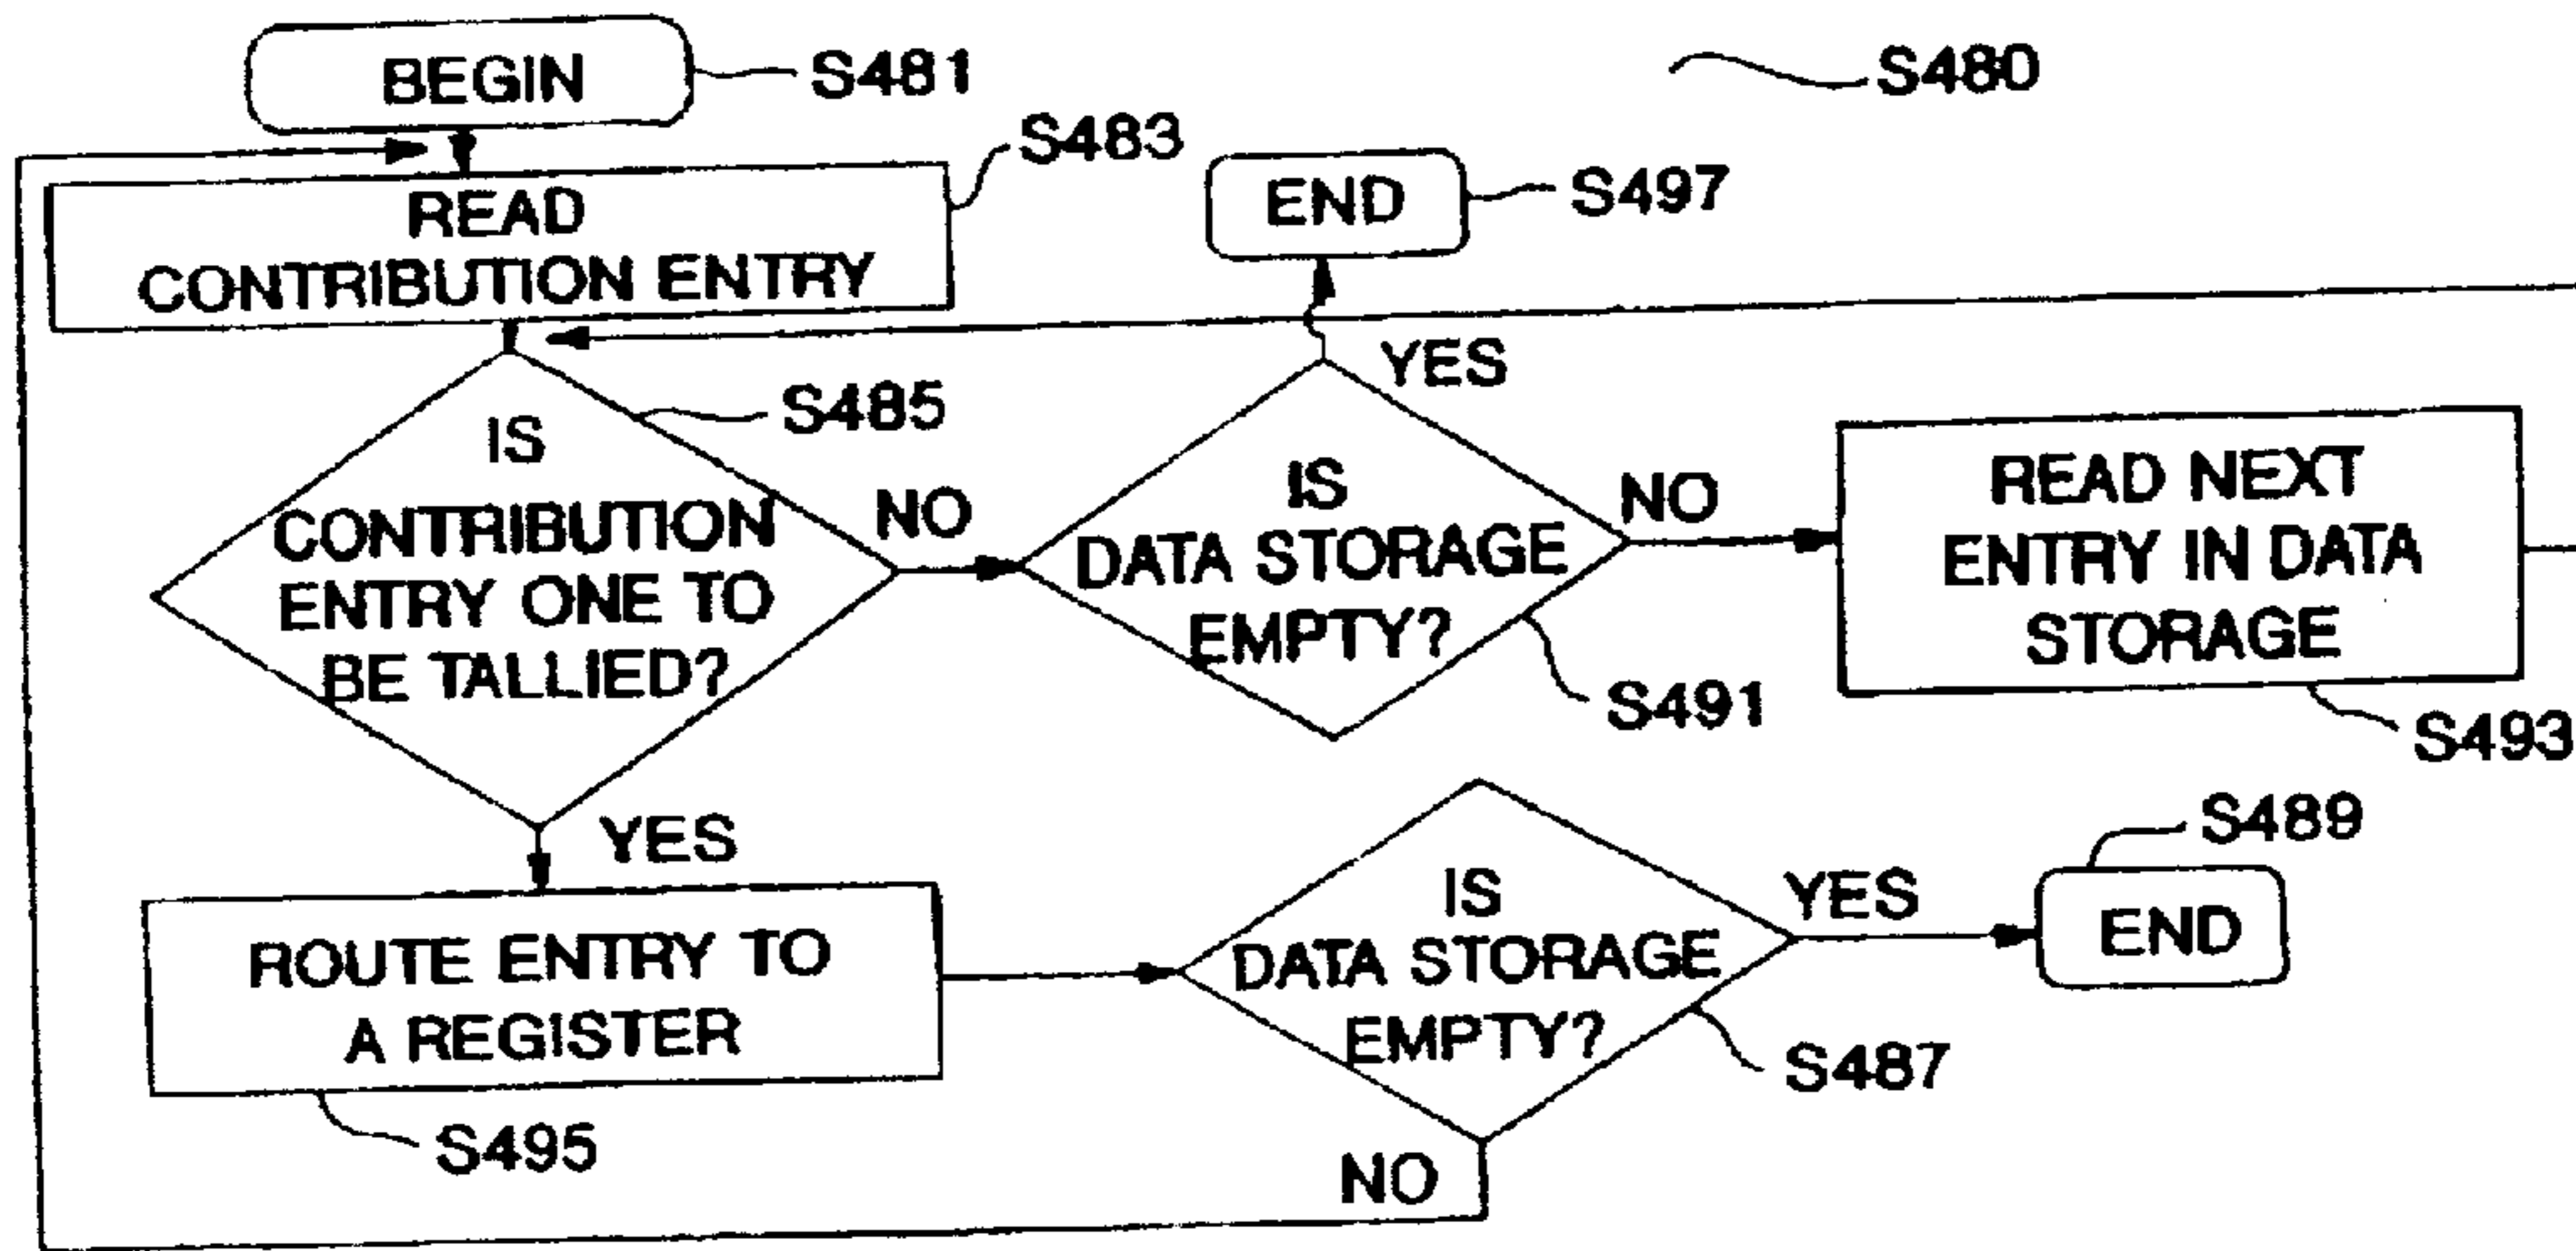 BEGIN
S481
S480
S483
READ
CONTRIBUTION ENTRY
END
S497
IS
CONTRIBUTION
ENTRY ONE TO
BE TALLIED?
S485
NO
YES
IS
DATA STORAGE
EMPTY?
YES
NO
S491
READ NEXT
ENTRY IN DATA
STORAGE
S493
ROUTE ENTRY TO
A REGISTER
S495
IS
DATA STORAGE
EMPTY?
YES
S487
NO
S489
END